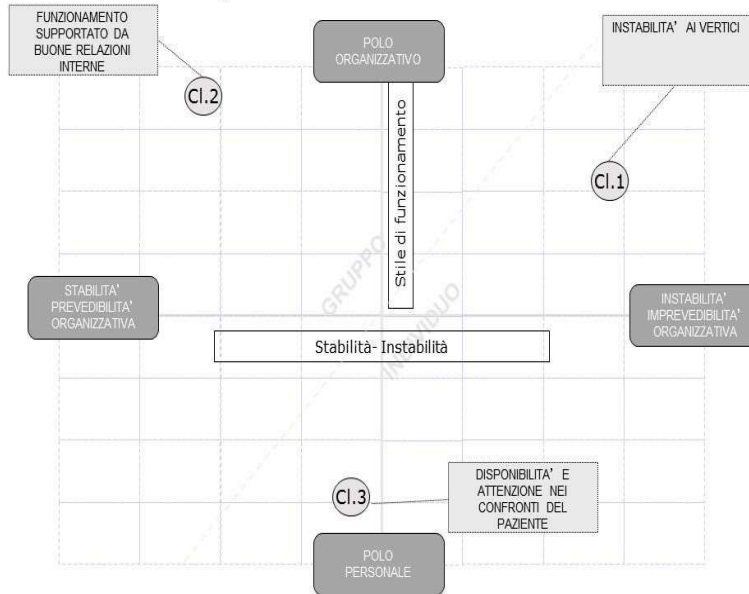 FUNZIONAMENTO
SUPPORTATO DA
BUONE RELAZIONI
INTERNE
POLO
ORGANIZZATIVO
INSTABILITA' AI VERTICI
Cl.2
Cl.1
Stile di funzionamento
GRUPPO
INDIVIDUO
STABILITA'
PREVEDIBILITA'
ORGANIZZATIVA
INSTABILITA'
IMPREVEDIBILITA'
ORGANIZZATIVA
Stabilità- Instabilità
Cl.3
DISPONIBILITA' E
ATTENZIONE NEI
CONFRONTI DEL
PAZIENTE
POLO
PERSONALE